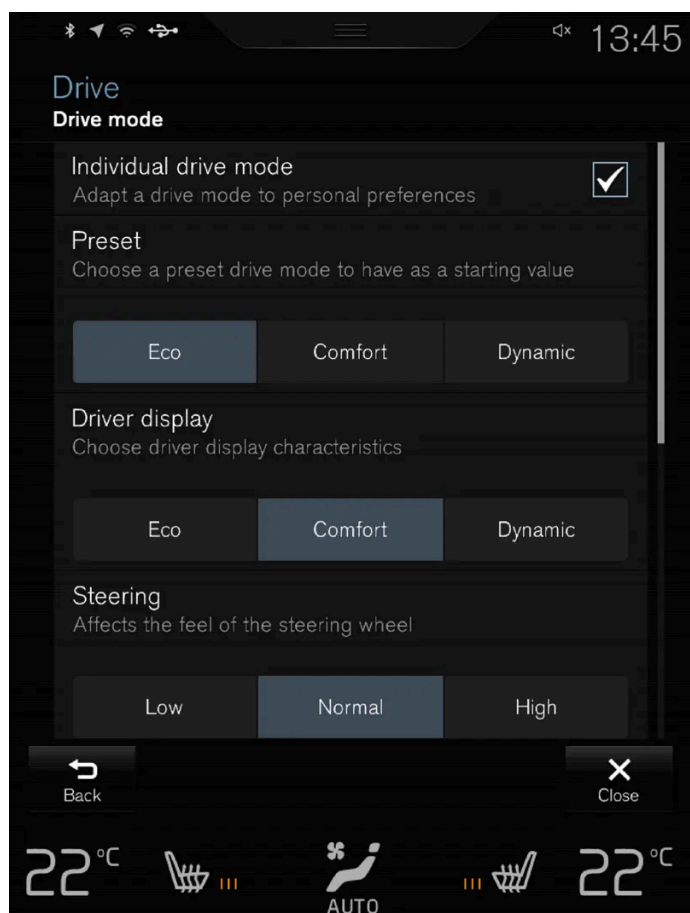 13:45
Drive
Drive mode
Individual drive mode
Adapt a drive mode to personal preferences
Preset
Choose a preset drive mode to have as a starting value
Eco Comfort Dynamic
Driver display
Choose driver display characteristics
Eco Comfort Dynamic
Steering
Affects the feel of the steering wheel
Low Normal High
Back Close
22°C AUTO 22°C